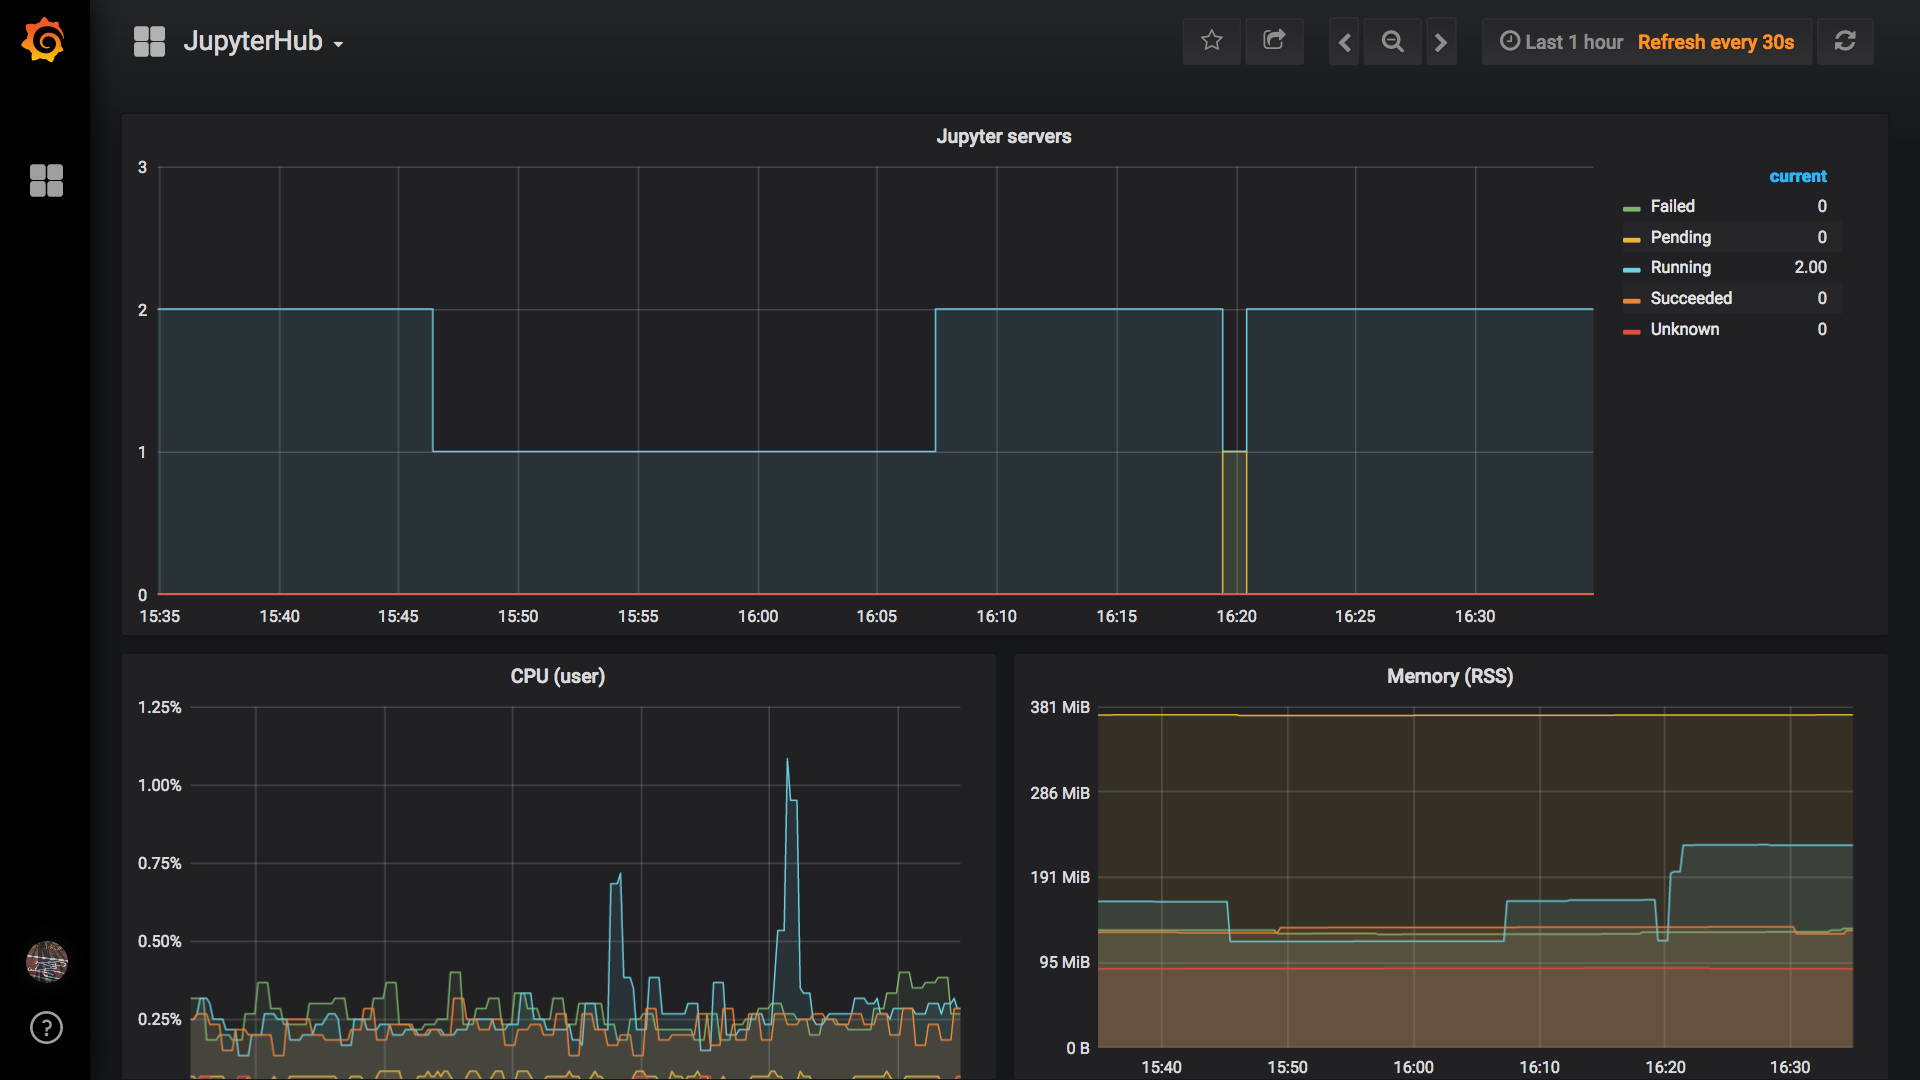 JupyterHub
Last 1 hour Refresh every 30s
Jupyter servers
3
2
1
0
15:35 15:40 15:45 15:50 15:55 16:00 16:05 16:10 16:15 16:20 16:25 16:30
current
Failed 0
Pending 0
Running 2.00
Succeeded 0
Unknown 0
CPU (user)
1.25%
1.00%
0.75%
0.50%
0.25%
Memory (RSS)
381 MiB
286 MiB
191 MiB
95 MiB
0 B
15:40 15:50 16:00 16:10 16:20 16:30
?